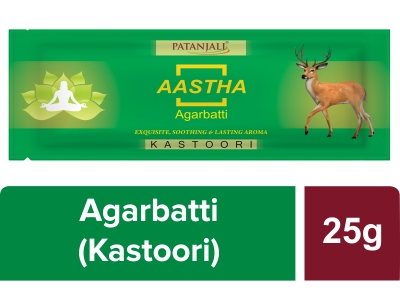 PATANJALI
AASTHA
Agarbatti
EXQUISITE, SOOTHING & LASTING AROMA
KASTOORI
Agarbatti
(Kastoori)
25g